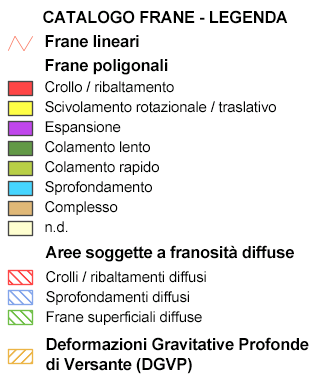 CATALOGO FRANE - LEGENDA
Frane lineari
Frane poligonali
Crollo / ribaltamento
Scivolamento rotazionale / traslativo
Espansione
Colamento lento
Colamento rapido
Sprofondamento
Complesso
n.d.
Aree soggette a franosità diffuse
Crolli / ribaltamenti diffusi
Sprofondamenti diffusi
Frane superficiali diffuse
Deformazioni Gravitative Profonde
di Versante (DGVP)